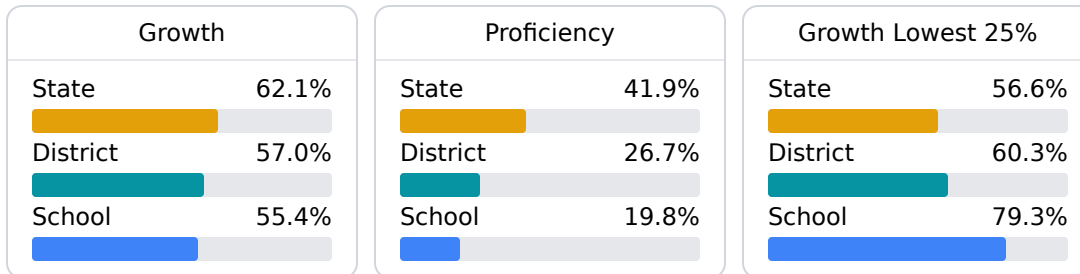 Growth
State 62.1%
District 57.0%
School 55.4%
Proficiency
State 41.9%
District 26.7%
School 19.8%
Growth Lowest 25%
State 56.6%
District 60.3%
School 79.3%